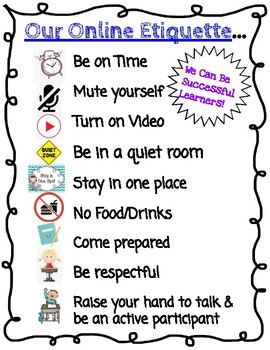 Our Online Etiquette...
We Can Be
Successful
Learners!
Be on Time
Mute yourself
Turn on Video
QUIET
ZONE
Be in a quiet room
Stay in
One Spot
Stay in one place
No Food/Drinks
Come prepared
Be respectful
Raise your hand to talk &
be an active participant